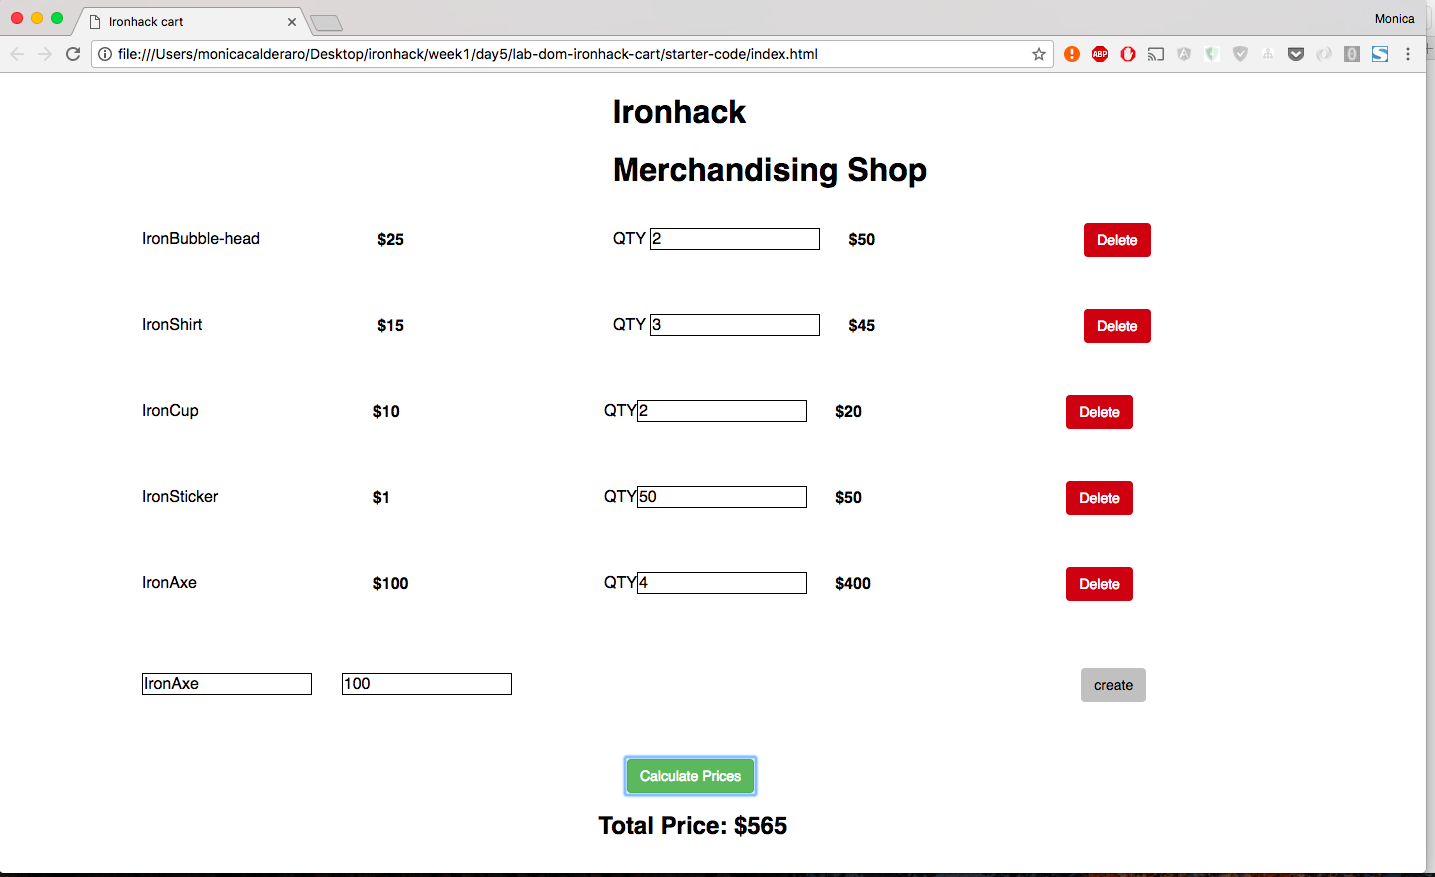 Ironhack cart
Monica
file:///Users/monicacalderaro/Desktop/ironhack/week1/day5/lab-dom-ironhack-cart/starter-code/index.html
ABP
Ironhack
Merchandising Shop
IronBubble-head $25 QTY 2 $50 Delete
IronShirt $15 QTY 3 $45 Delete
IronCup $10 QTY 2 $20 Delete
IronSticker $1 QTY 50 $50 Delete
IronAxe $100 QTY 4 $400 Delete
IronAxe 100 create
Calculate Prices
Total Price: $565